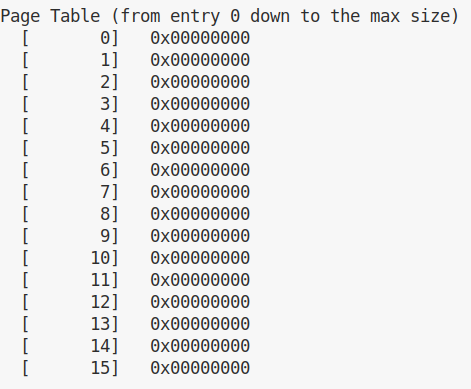 Page Table (from entry 0 down to the max size)
  [       0]   0x00000000
  [       1]   0x00000000
  [       2]   0x00000000
  [       3]   0x00000000
  [       4]   0x00000000
  [       5]   0x00000000
  [       6]   0x00000000
  [       7]   0x00000000
  [       8]   0x00000000
  [       9]   0x00000000
  [      10]   0x00000000
  [      11]   0x00000000
  [      12]   0x00000000
  [      13]   0x00000000
  [      14]   0x00000000
  [      15]   0x00000000